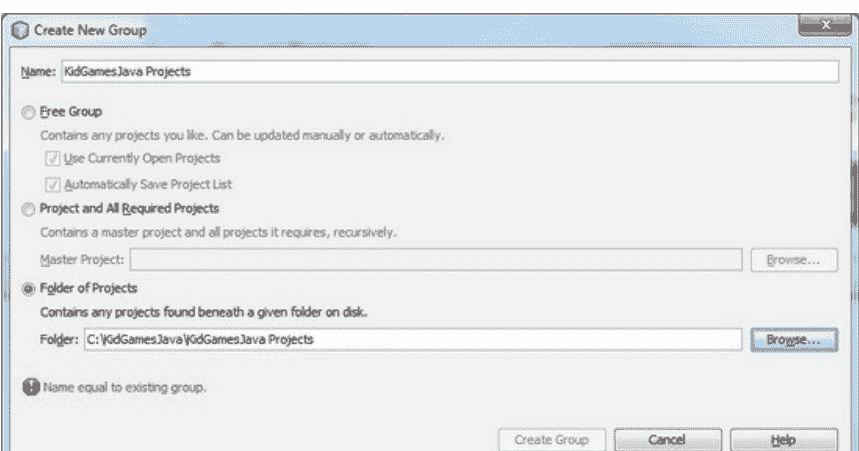 Create New Group
Name: KidGamesJava Projects
Free Group
Contains any projects you like. Can be updated manually or automatically.
Use Currently Open Projects
Automatically Save Project List
Project and All Required Projects
Contains a master project and all projects it requires, recursively.
Master Project: Browse...
Folder of Projects
Contains any projects found beneath a given folder on disk.
Folder: C:\KidGamesJava\KidGamesJava Projects Browse...
Name equal to existing group.
Create Group Cancel Help